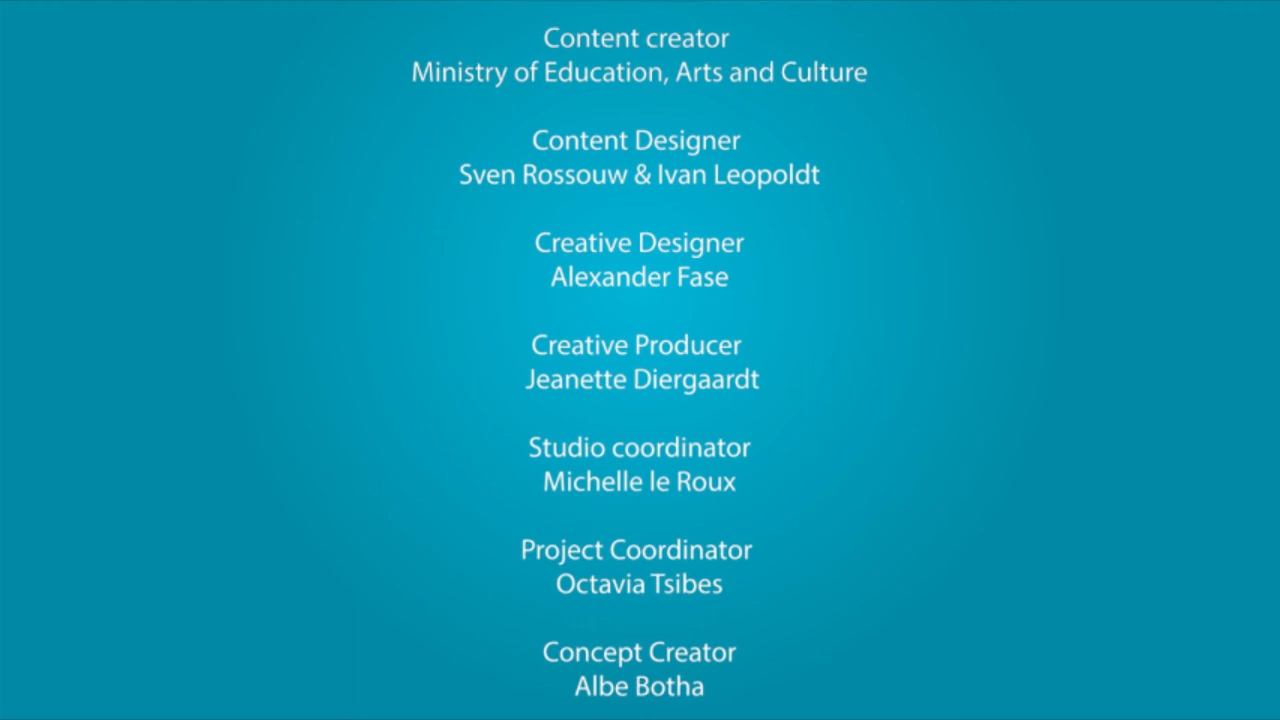 Content creator
Ministry of Education, Arts and Culture
Content Designer
Sven Rossouw & Ivan Leopoldt
Creative Designer
Alexander Fase
Creative Producer
Jeanette Diergaardt
Studio coordinator
Michelle le Roux
Project Coordinator
Octavia Tsibes
Concept Creator
Albe Botha